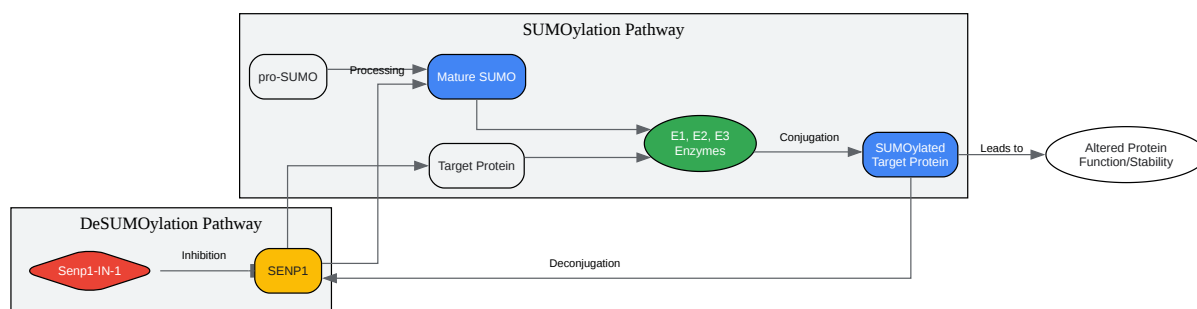 SUMOylation Pathway
pro-SUMO
Processing
Mature SUMO
Target Protein
E1, E2, E3
Enzymes
Conjugation
SUMOylated
Target Protein
Leads to
Altered Protein
Function/Stability
DeSUMOylation Pathway
Senp1-IN-1
Inhibition
SENP1
Deconjugation